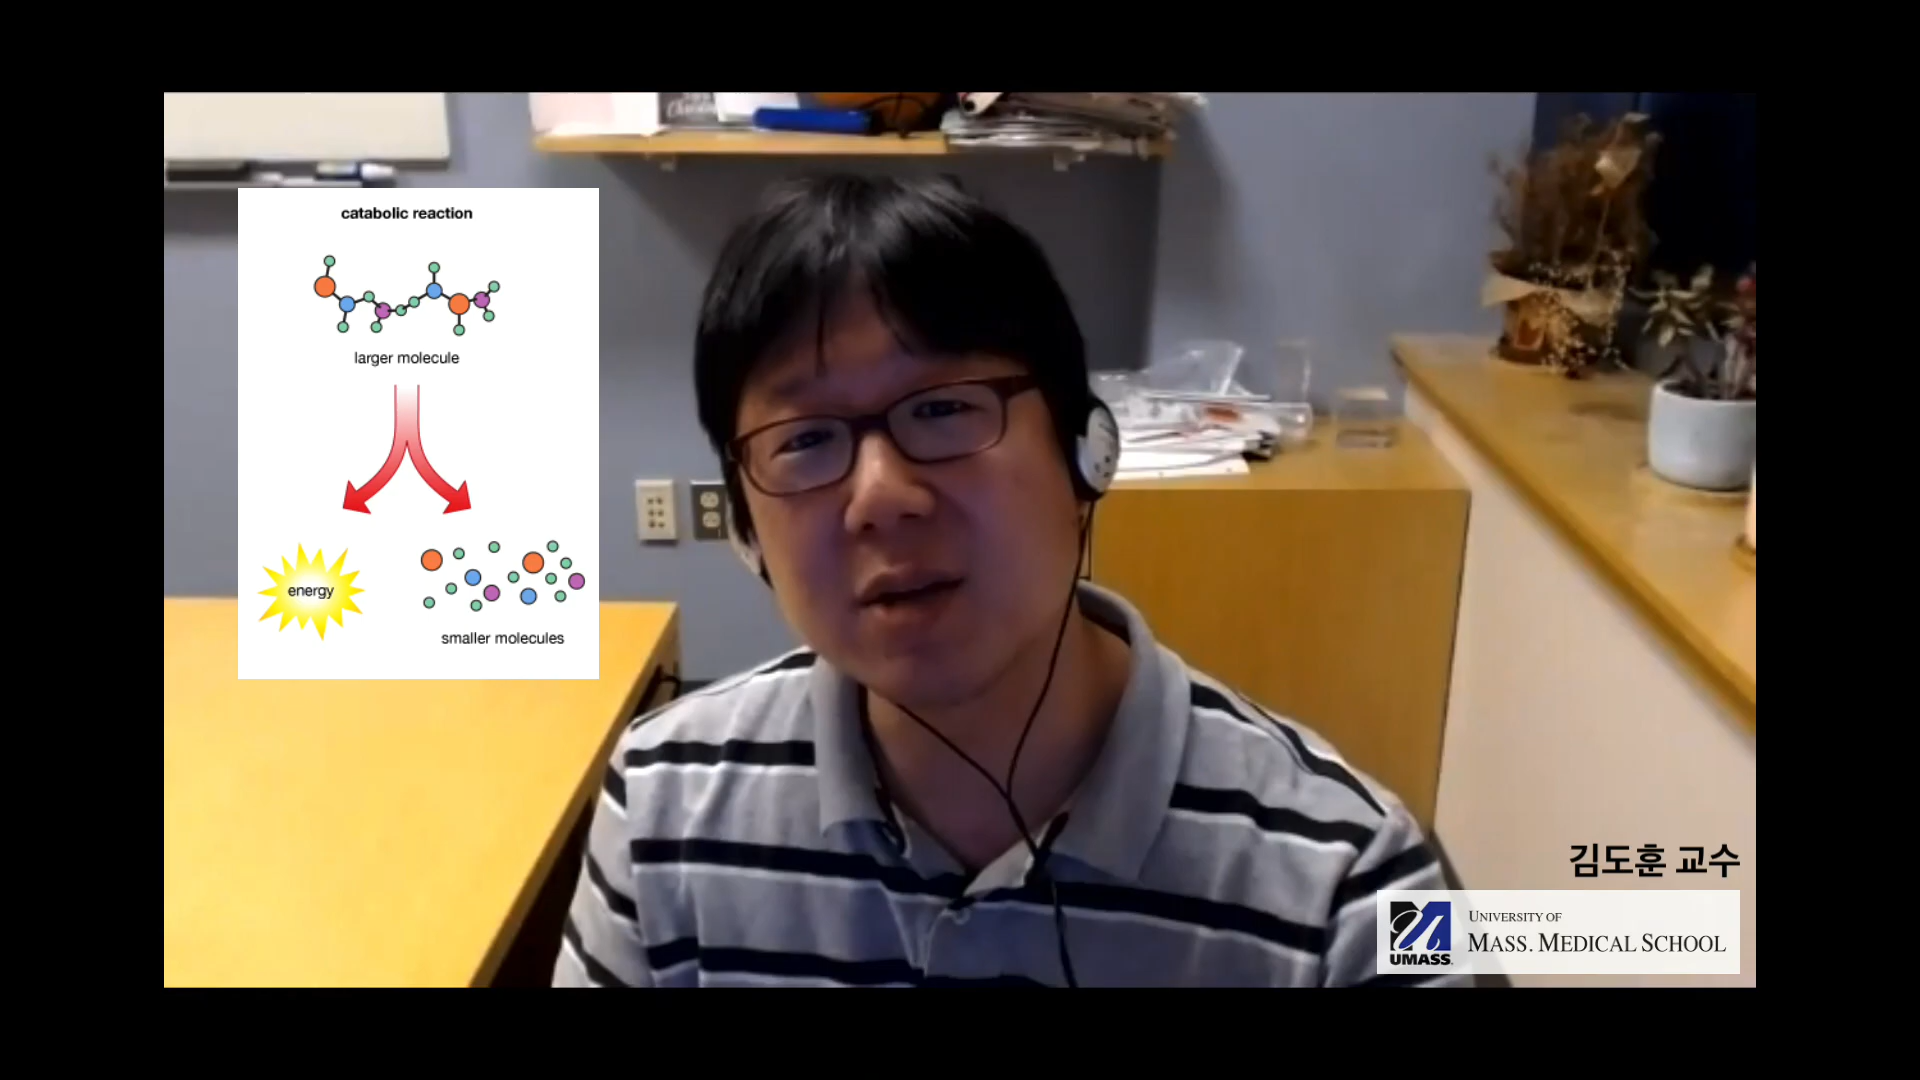 catabolic reaction
larger molecule
energy
smaller molecules
김도훈 교수
UMASS
UNIVERSITY OF
MASS. MEDICAL SCHOOL